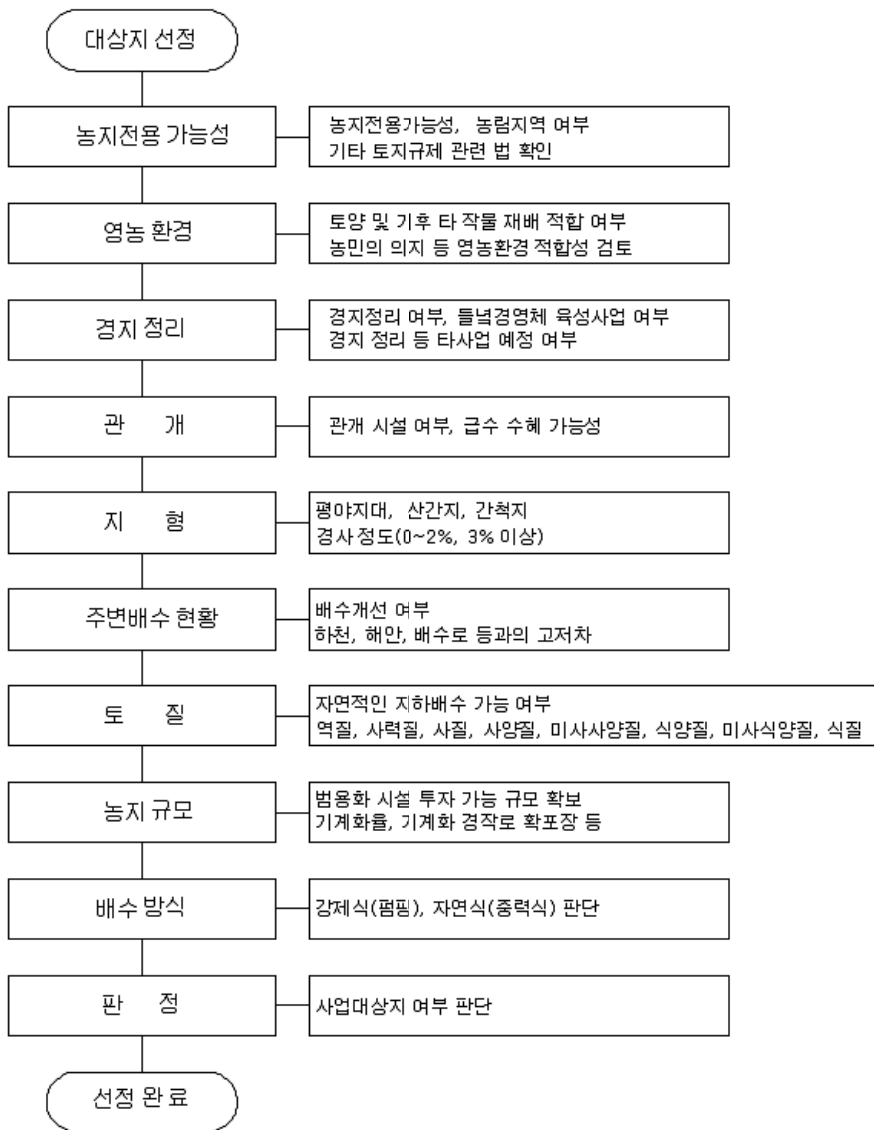 대상지 선정
농지전용 가능성
농지전용가능성, 농림지역 여부
기타 토지규제 관련 법 확인
영농 환경
토양 및 기후 타 작물 재배 적합 여부
농민의 의지 등 영농환경 적합성 검토
경지 정리
경지정리 여부, 들녘경영체 육성사업 여부
경지 정리 등 타사업 예정 여부
관 개
관개 시설 여부, 급수 수혜 가능성
지 형
평야지대, 산간지, 간척지
경사 정도(0~2%, 3% 이상)
주변배수 현황
배수개선 여부
하천, 해안, 배수로 등과의 고저차
토 질
자연적인 지하배수 가능 여부
역질, 사력질, 사질, 사양질, 미사사양질, 식양질, 미사식양질, 식질
농지 규모
범용화 시설 투자 가능 규모 확보
기계화율, 기계화 경작로 확포장 등
배수 방식
강제식(펌핑), 자연식(중력식) 판단
판 정
사업대상지 여부 판단
선정 완료